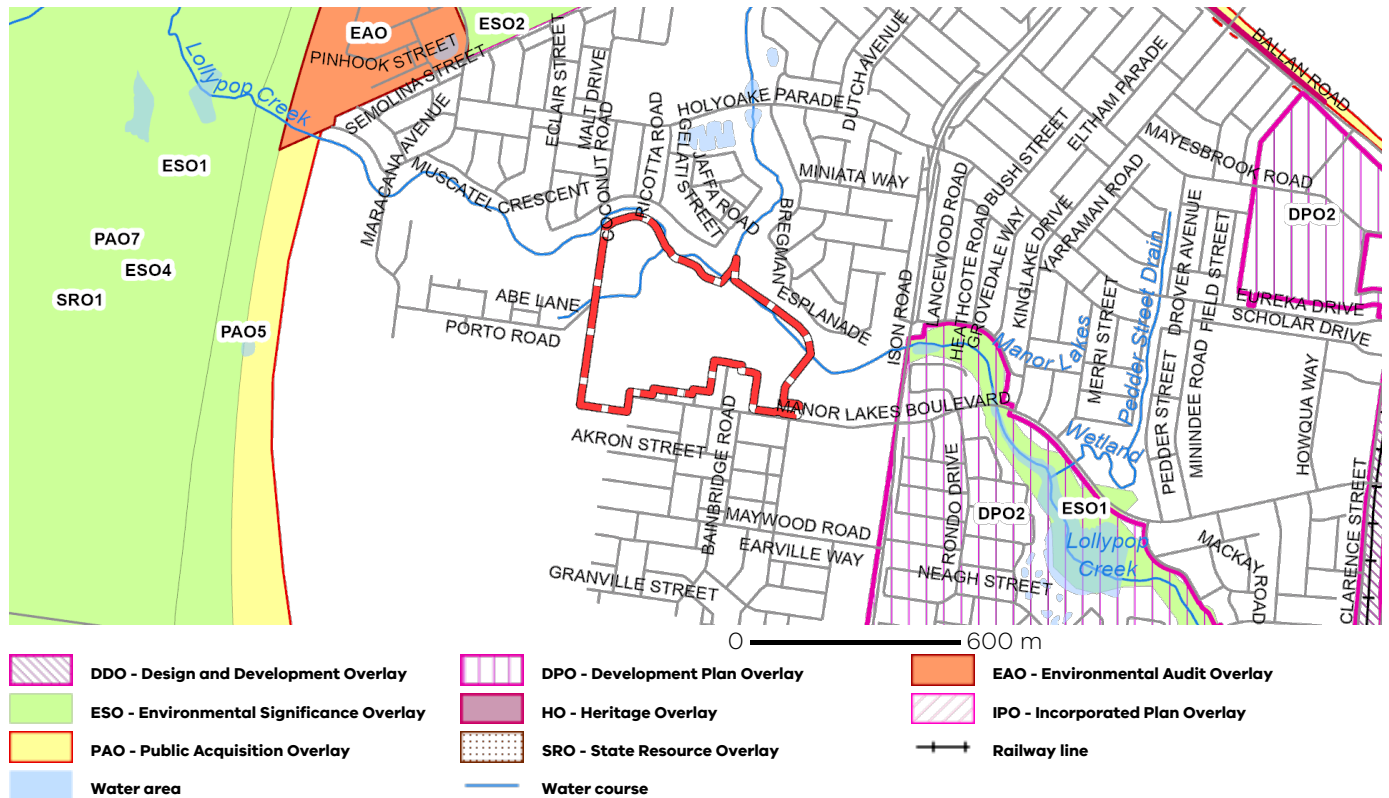 EAO
ESO2
PINHOOK STREET
SEMOLINA STREET
Lollypop Creek
MARACANA AVENUE
MUSCATEL CRESCENT
ECLAIR STREET
MALT DRIVE
COCONUT ROAD
RICOTTA ROAD
GELATI STREET
JAFFA ROAD
HOLYOAKE PARADE
DUTCH AVENUE
MINIATA WAY
BREGMAN
ESPLANADE
BALLAN ROAD
ELTHAM PARADE
BUSH STREET
MAYESBROOK ROAD
YARRAMAN ROAD
LANCEWOOD ROAD
HEATHCOTE ROAD
GROVEDALE WAY
KINGLAKE DRIVE
ISON ROAD
MERRI STREET
Pedder Street Drain
DROVER AVENUE
FIELD STREET
MININDEE ROAD
PEDDER STREET
DPO2
EUREKA DRIVE
SCHOLAR DRIVE
HOWQUA WAY
CLARENCE STREET
ESO1
PAO7
ESO4
SRO1
PAO5
ABE LANE
PORTO ROAD
Manor Lakes
Wetland
MANOR LAKES BOULEVARD
AKRON STREET
BAINBRIDGE ROAD
MAYWOOD ROAD
EARVILLE WAY
GRANVILLE STREET
RONDO DRIVE
DPO2
ESO1
Lollypop
Creek
NEAGH STREET
MACKAY ROAD
0 600 m
DDO - Design and Development Overlay
DPO - Development Plan Overlay
EAO - Environmental Audit Overlay
ESO - Environmental Significance Overlay
HO - Heritage Overlay
IPO - Incorporated Plan Overlay
PAO - Public Acquisition Overlay
SRO - State Resource Overlay
Railway line
Water area
Water course